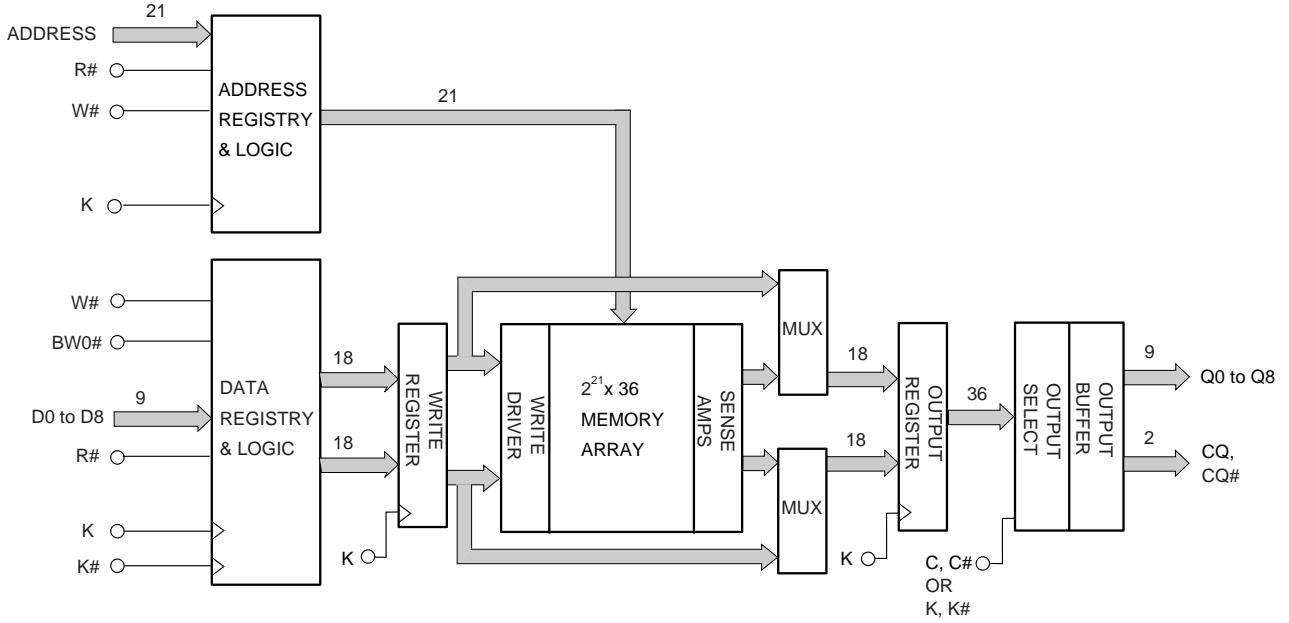 21
ADDRESS
R#
W#
K
ADDRESS
REGISTRY
& LOGIC
21
W#
BW0#
9
D0 to D8
R#
K
K#
DATA
REGISTRY
& LOGIC
18
18
WRITE
REGISTER
K
WRITE
DRIVER
2²¹x 36
MEMORY
ARRAY
SENSE
AMPS
MUX
MUX
18
18
OUTPUT
REGISTER
K
36
OUTPUT
SELECT
OUTPUT
BUFFER
C, C#
OR
K, K#
9
Q0 to Q8
2
CQ,
CQ#